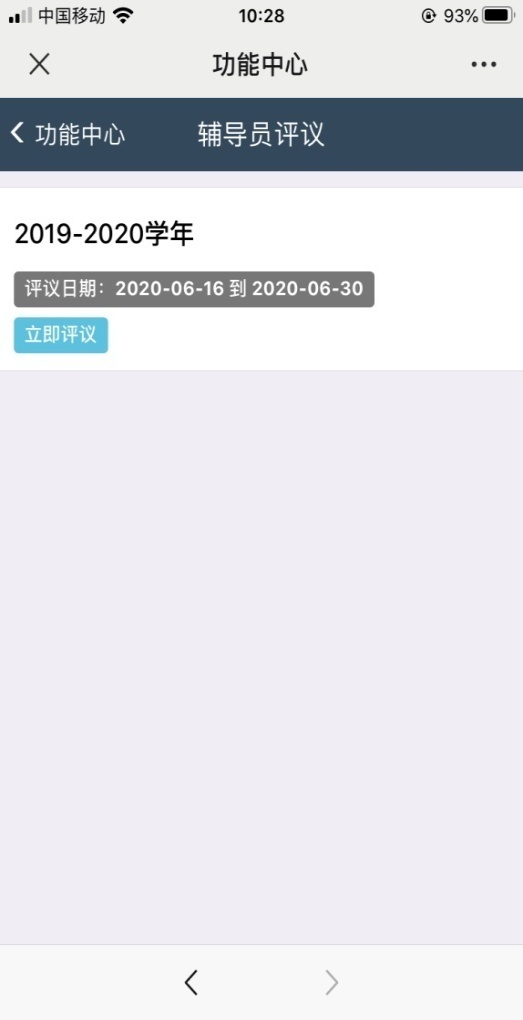 中国移动 10:28 93%
功能中心
功能中心 辅导员评议
2019-2020学年
评议日期：2020-06-16 到 2020-06-30
立即评议